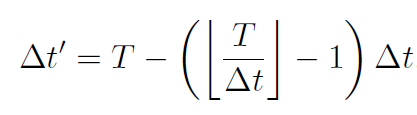 Δt′ = T − (⌊T/Δt⌋ − 1) Δt